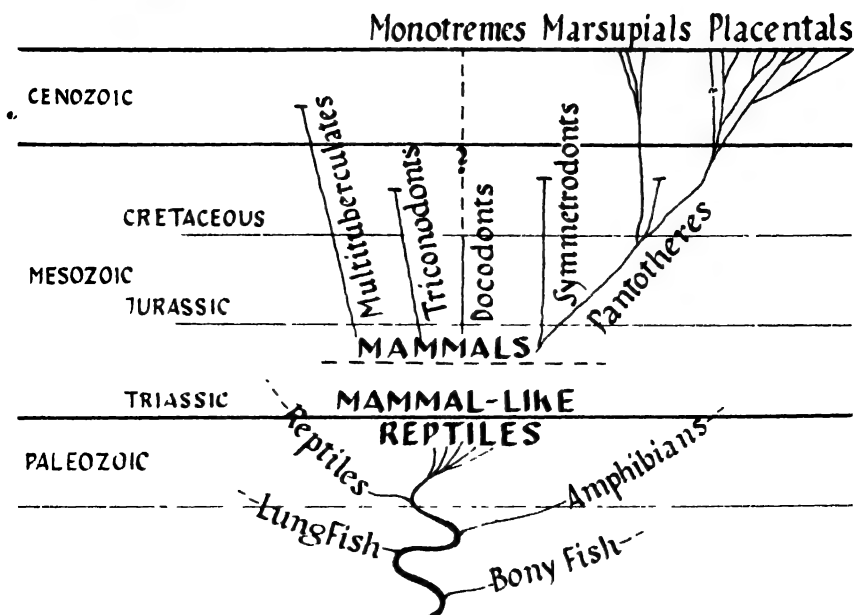 Monotremes Marsupials Placentals
CENOZOIC
Multituberculates
Triconodonts
?
Docodonts
Symmetrodonts
Pantotheres
CRETACEOUS
MESOZOIC
JURASSIC
MAMMALS
TRIASSIC
MAMMAL-LIKE
REPTILES
Reptiles
Amphibians
PALEOZOIC
LungFish
Bony Fish